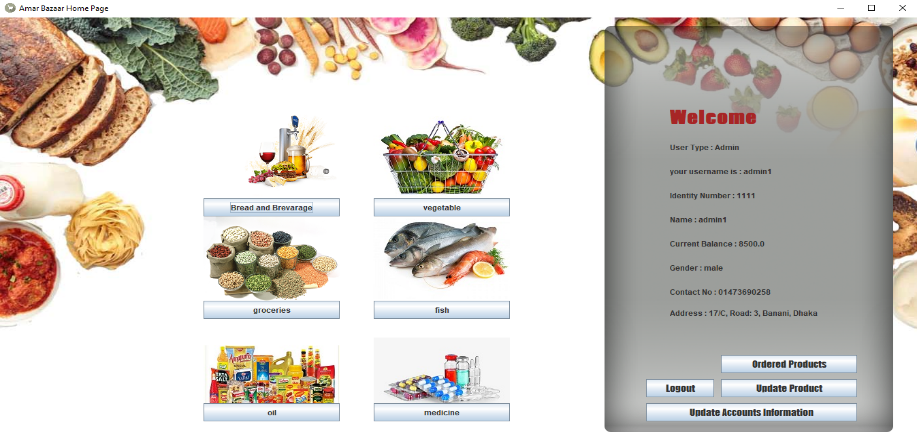 Amar Bazaar Home Page
Bread and Brevarage
vegetable
groceries
fish
oil
medicine
Welcome
User Type : Admin
your username is : admin1
Identity Number : 1111
Name : admin1
Current Balance : 8500.0
Gender : male
Contact No : 01473690258
Address : 17/C, Road: 3, Banani, Dhaka
Ordered Products
Logout
Update Product
Update Accounts Information